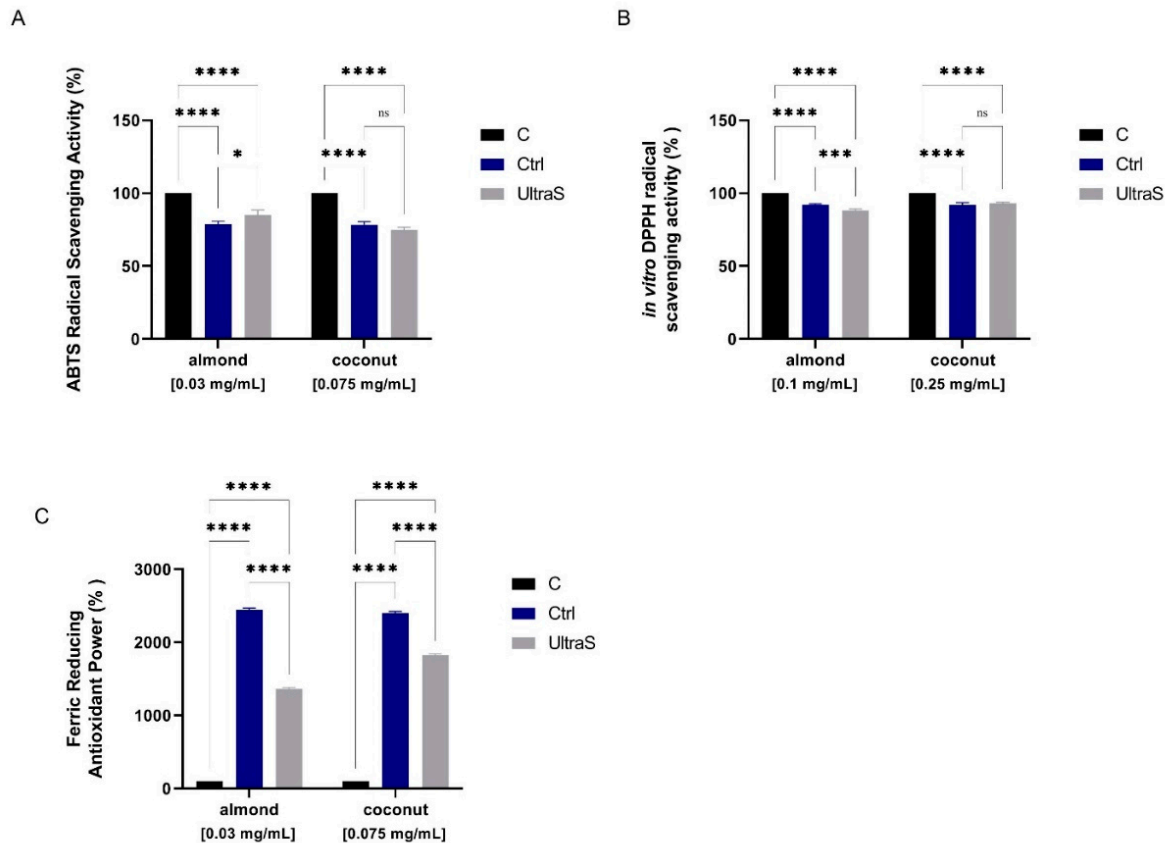 A
ABTS Radical Scavenging Activity (%)
150
100
50
0
**** **** *
**** **** ns
almond
[0.03 mg/mL]
coconut
[0.075 mg/mL]
C
Ctrl
UltraS
B
in vitro DPPH radical
scavenging activity (% )
150
100
50
0
**** **** ***
**** **** ns
almond
[0.1 mg/mL]
coconut
[0.25 mg/mL]
C
Ctrl
UltraS
C
Ferric Reducing
Antioxidant Power (% )
3000
2000
1000
0
**** **** ****
**** **** ****
almond
[0.03 mg/mL]
coconut
[0.075 mg/mL]
C
Ctrl
UltraS